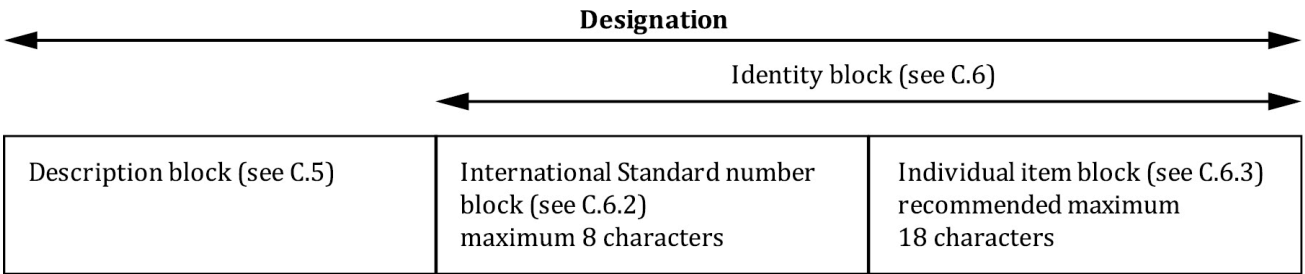 Designation
Identity block (see C.6)
Description block (see C.5)
International Standard number
block (see C.6.2)
maximum 8 characters
Individual item block (see C.6.3)
recommended maximum
18 characters